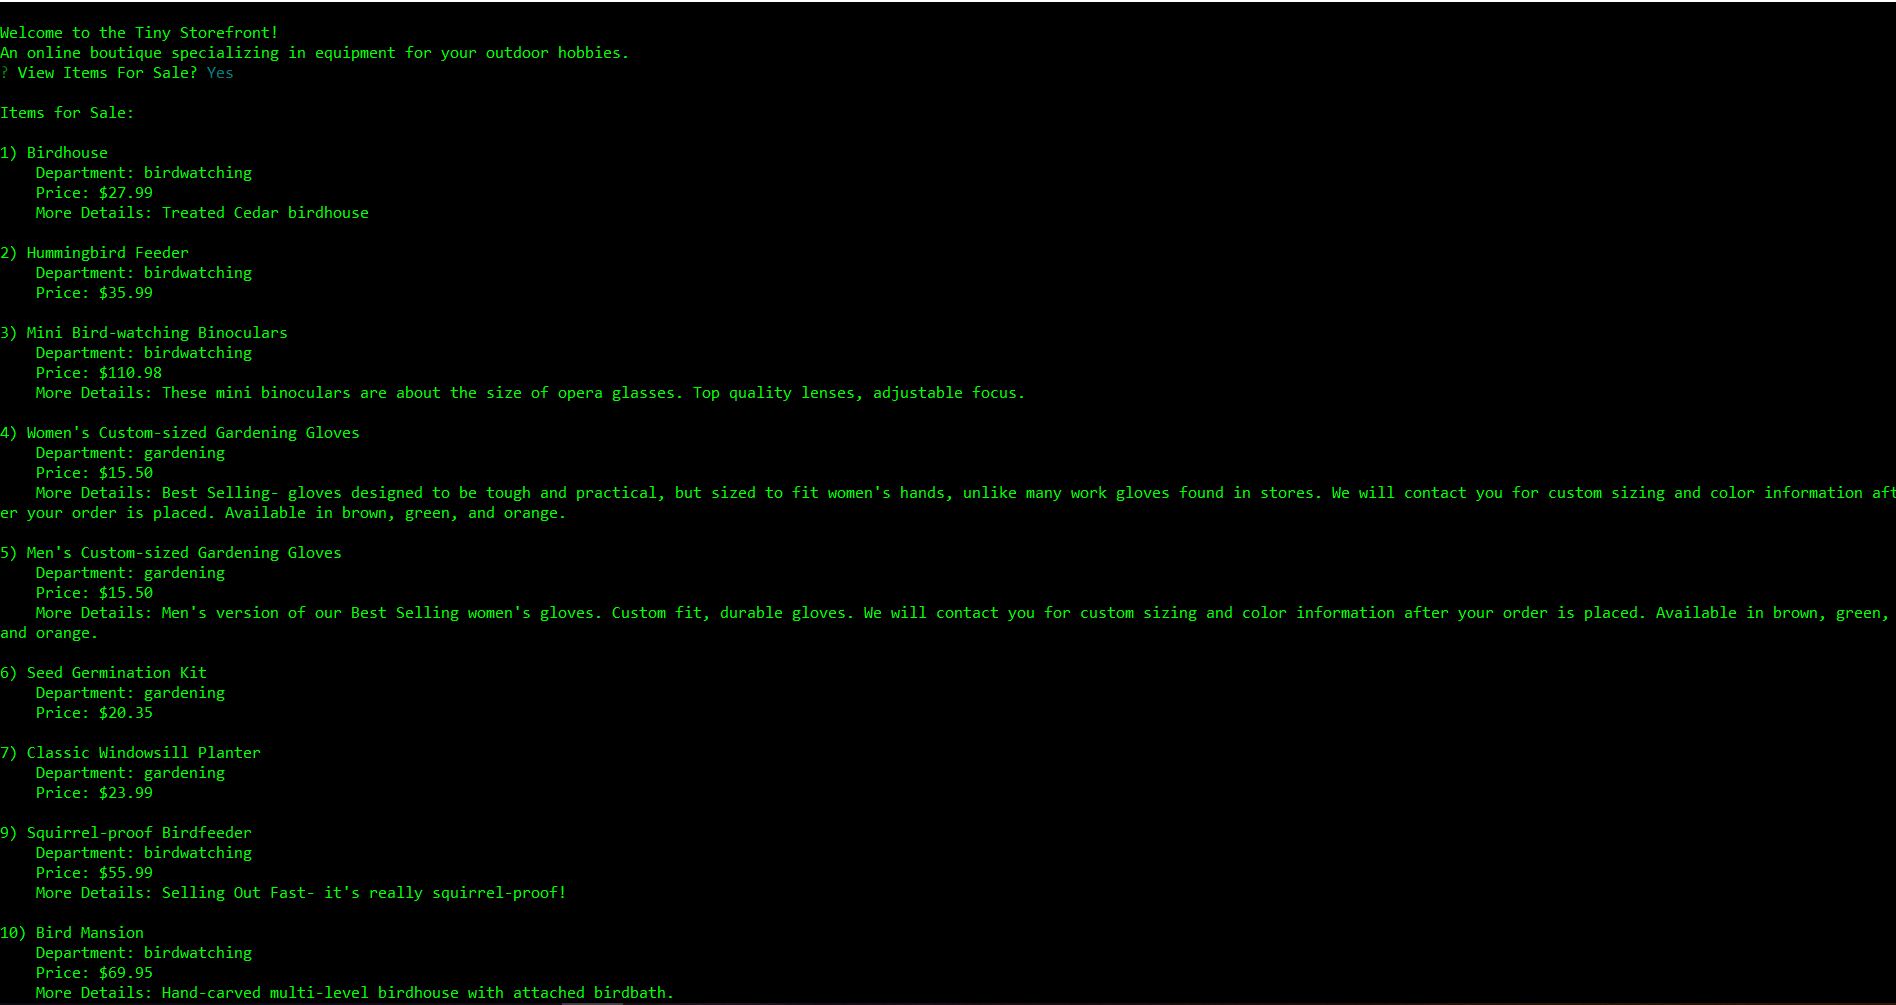 Welcome to the Tiny Storefront!
An online boutique specializing in equipment for your outdoor hobbies.
? View Items For Sale? Yes
Items for Sale:
1) Birdhouse
Department: birdwatching
Price: $27.99
More Details: Treated Cedar birdhouse
2) Hummingbird Feeder
Department: birdwatching
Price: $35.99
3) Mini Bird-watching Binoculars
Department: birdwatching
Price: $110.98
More Details: These mini binoculars are about the size of opera glasses. Top quality lenses, adjustable focus.
4) Women's Custom-sized Gardening Gloves
Department: gardening
Price: $15.50
More Details: Best Selling- gloves designed to be tough and practical, but sized to fit women's hands, unlike many work gloves found in stores. We will contact you for custom sizing and color information aft
er your order is placed. Available in brown, green, and orange.
5) Men's Custom-sized Gardening Gloves
Department: gardening
Price: $15.50
More Details: Men's version of our Best Selling women's gloves. Custom fit, durable gloves. We will contact you for custom sizing and color information after your order is placed. Available in brown, green,
and orange.
6) Seed Germination Kit
Department: gardening
Price: $20.35
7) Classic Windowsill Planter
Department: gardening
Price: $23.99
9) Squirrel-proof Birdfeeder
Department: birdwatching
Price: $55.99
More Details: Selling Out Fast- it's really squirrel-proof!
10) Bird Mansion
Department: birdwatching
Price: $69.95
More Details: Hand-carved multi-level birdhouse with attached birdbath.